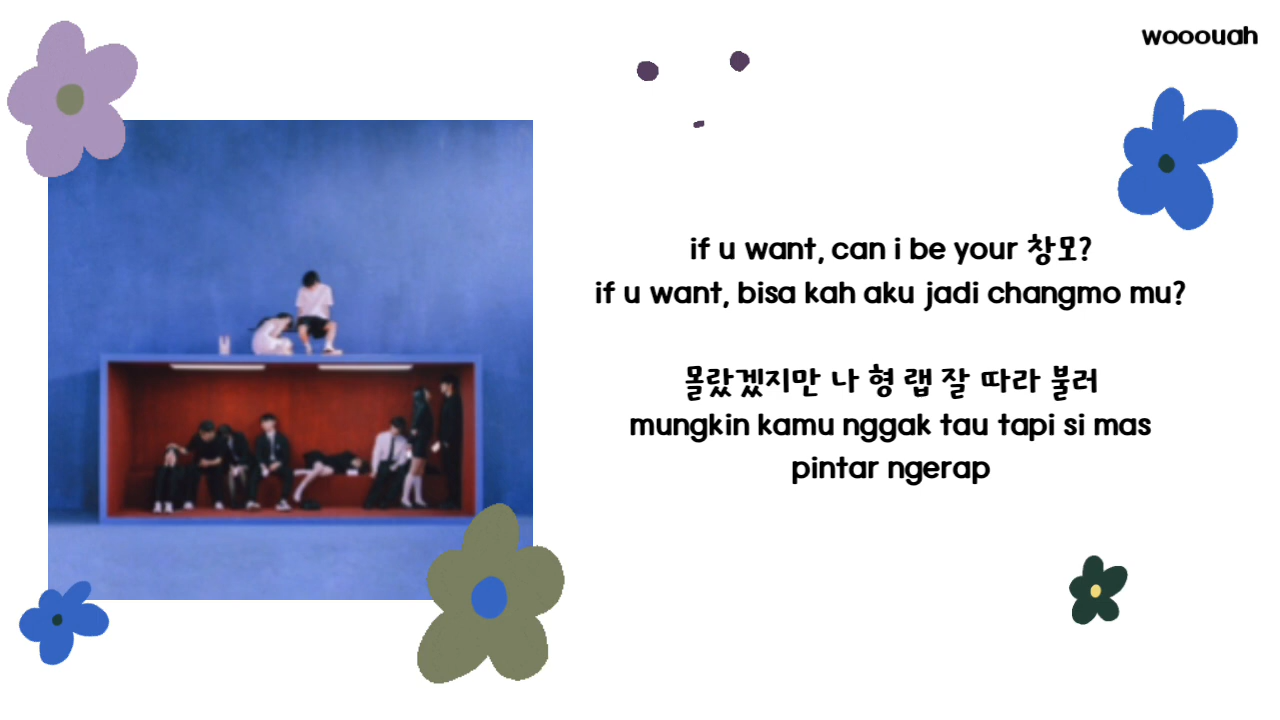 wooouah
if u want, can i be your 창모?
if u want, bisa kah aku jadi changmo mu?
몰랐겠지만 나 형 랩 잘 따라 불러
mungkin kamu nggak tau tapi si mas
pintar ngerap